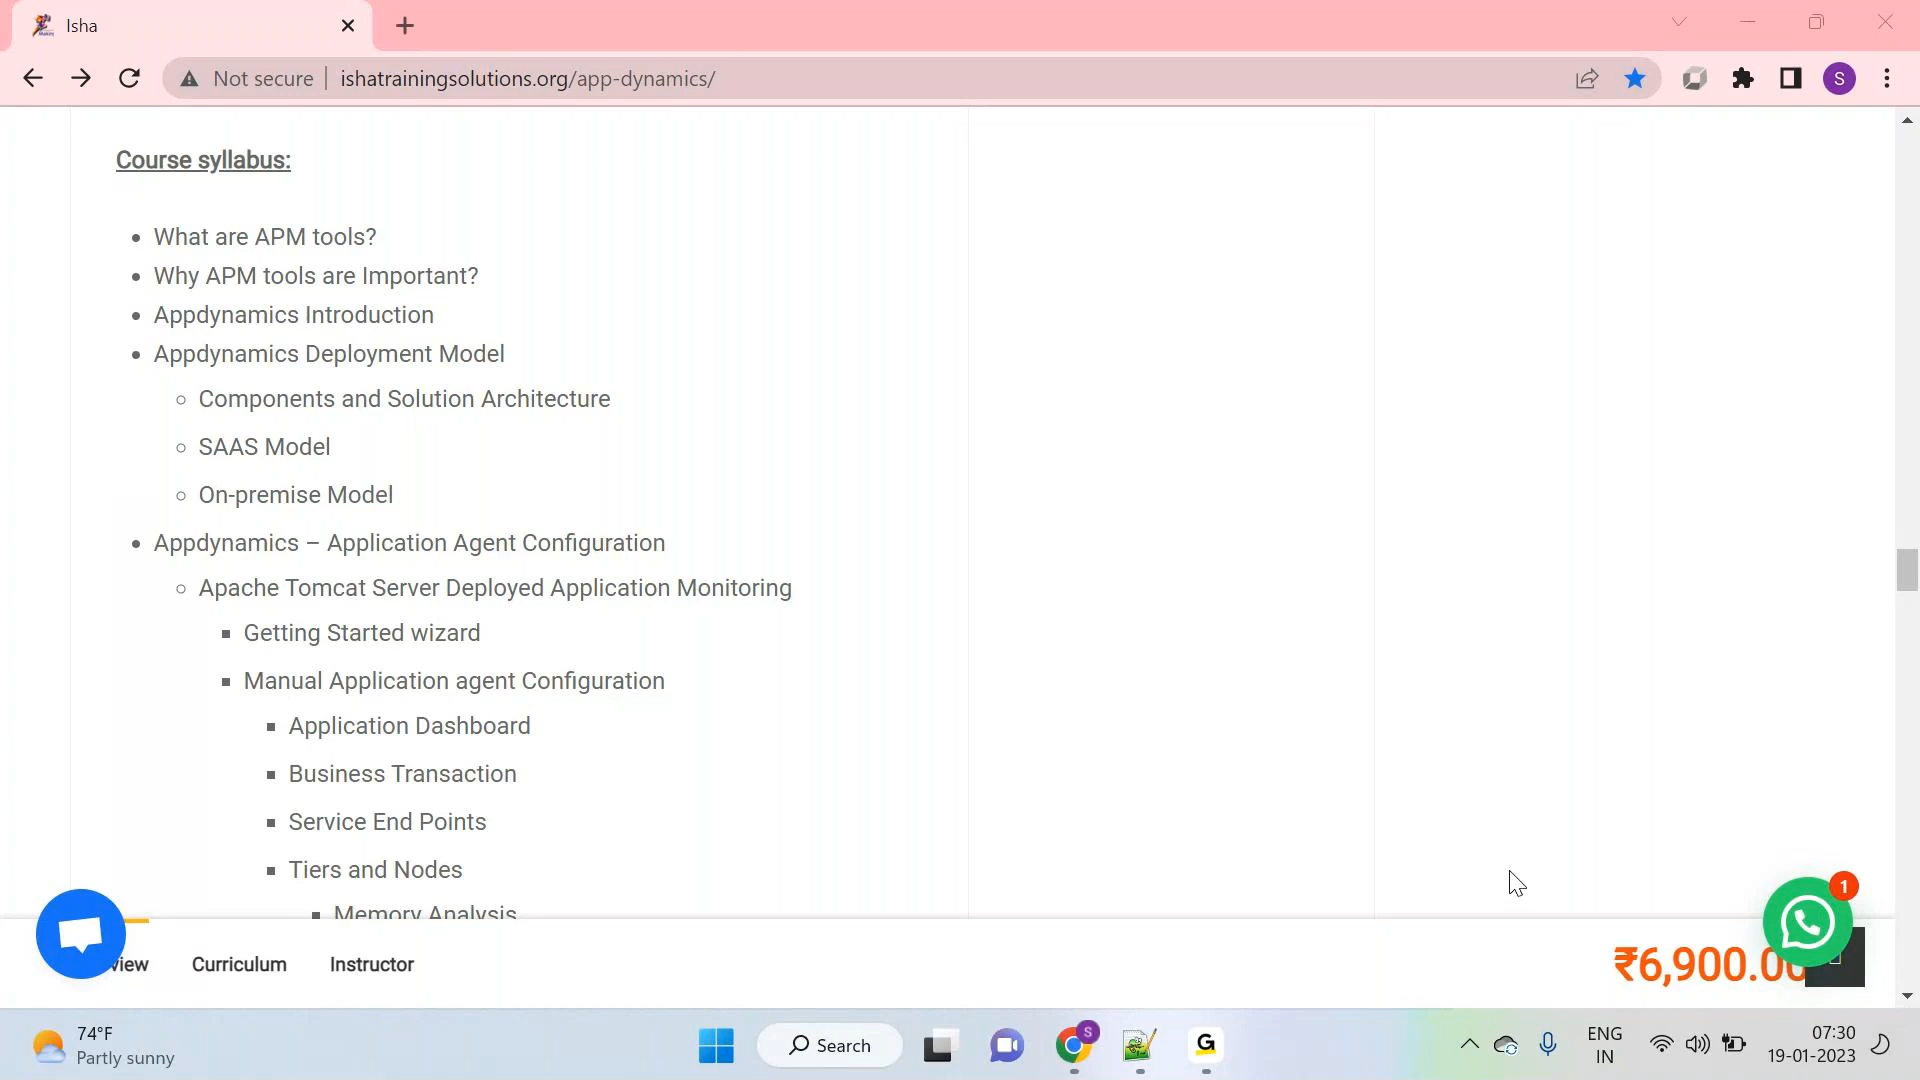 Isha
Not secure
ishatrainingsolutions.org/app-dynamics/
S
Course syllabus:
What are APM tools?
Why APM tools are Important?
Appdynamics Introduction
Appdynamics Deployment Model
Components and Solution Architecture
SAAS Model
On-premise Model
Appdynamics – Application Agent Configuration
Apache Tomcat Server Deployed Application Monitoring
Getting Started wizard
Manual Application agent Configuration
Application Dashboard
Business Transaction
Service End Points
Tiers and Nodes
Memory Analysis
1
view
Curriculum
Instructor
₹6,900.00
74°F
Partly sunny
Search
S
G
ENG
IN
07:30
19-01-2023